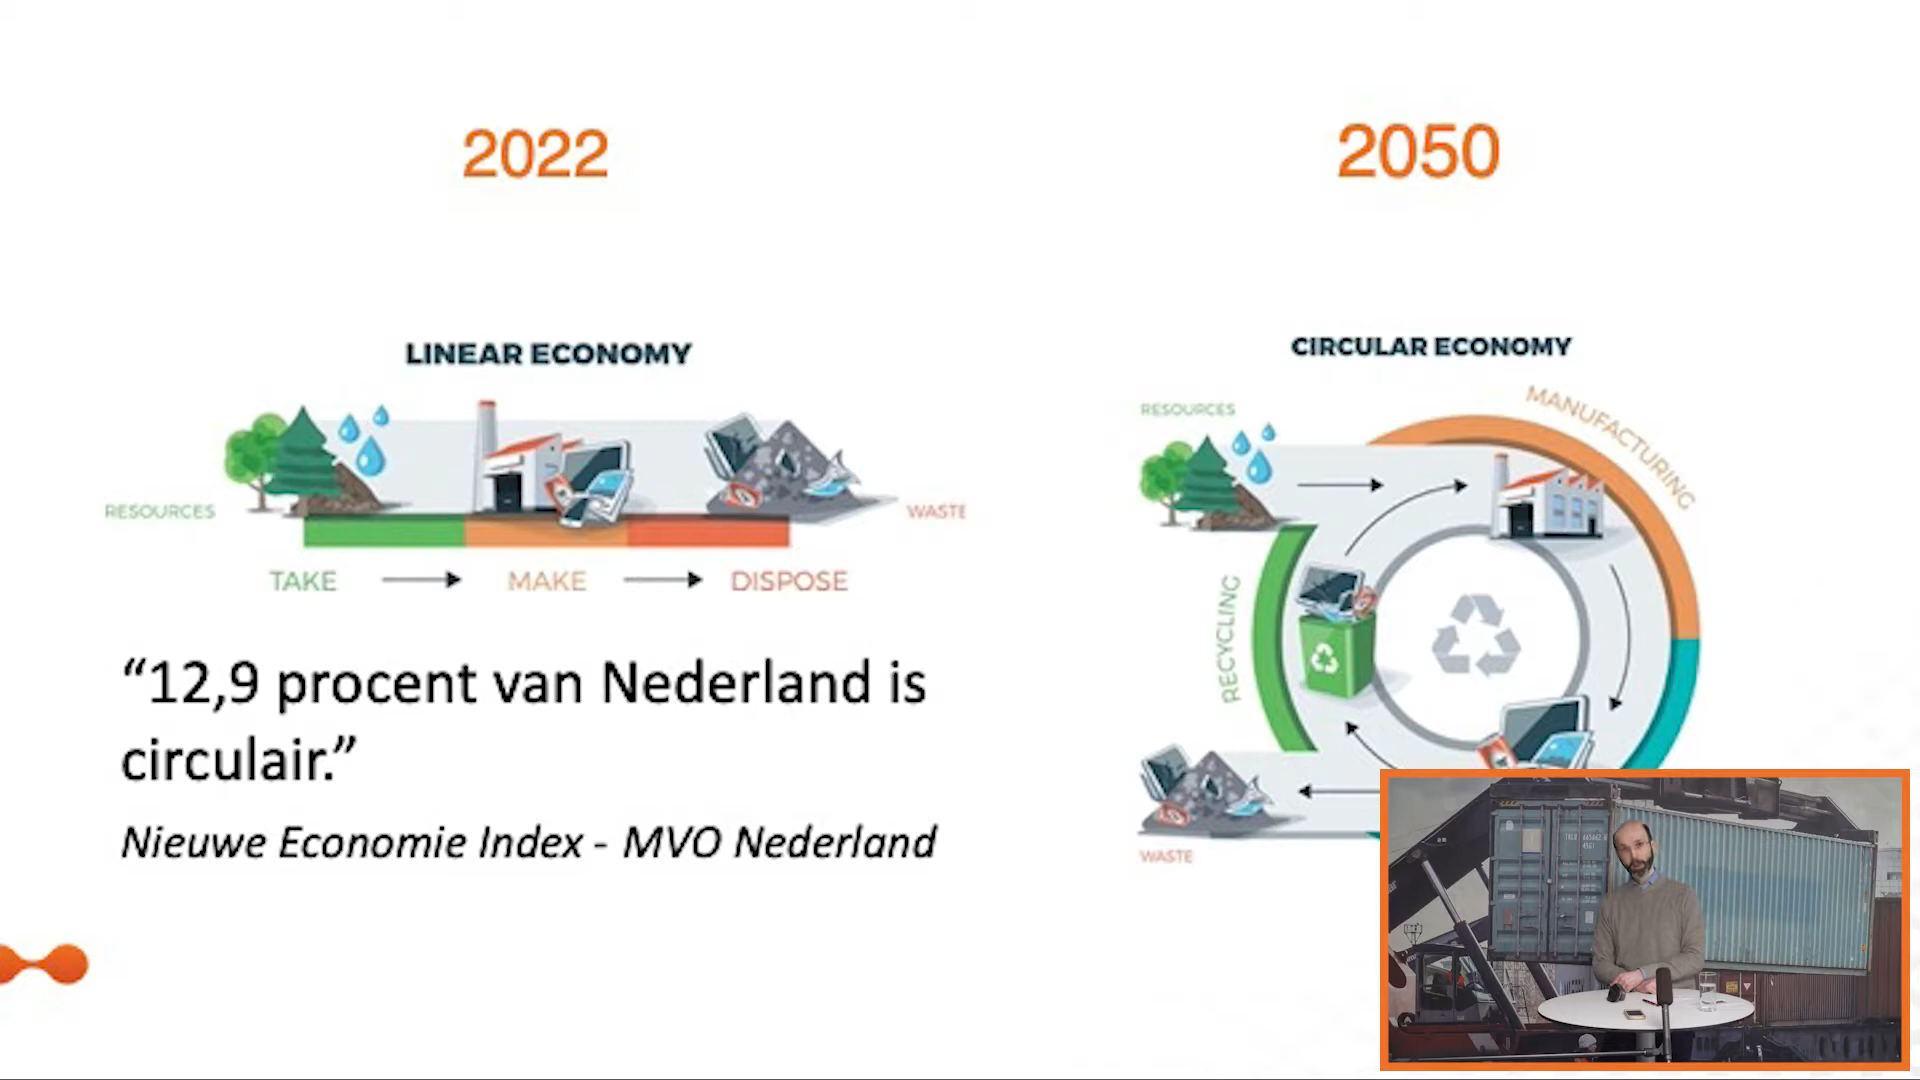 2022
2050
LINEAR ECONOMY
RESOURCES
WASTE
TAKE
MAKE
DISPOSE
“12,9 procent van Nederland is
circulair.”
Nieuwe Economie Index - MVO Nederland
CIRCULAR ECONOMY
RESOURCES
MANUFACTURING
RECYCLING
WASTE